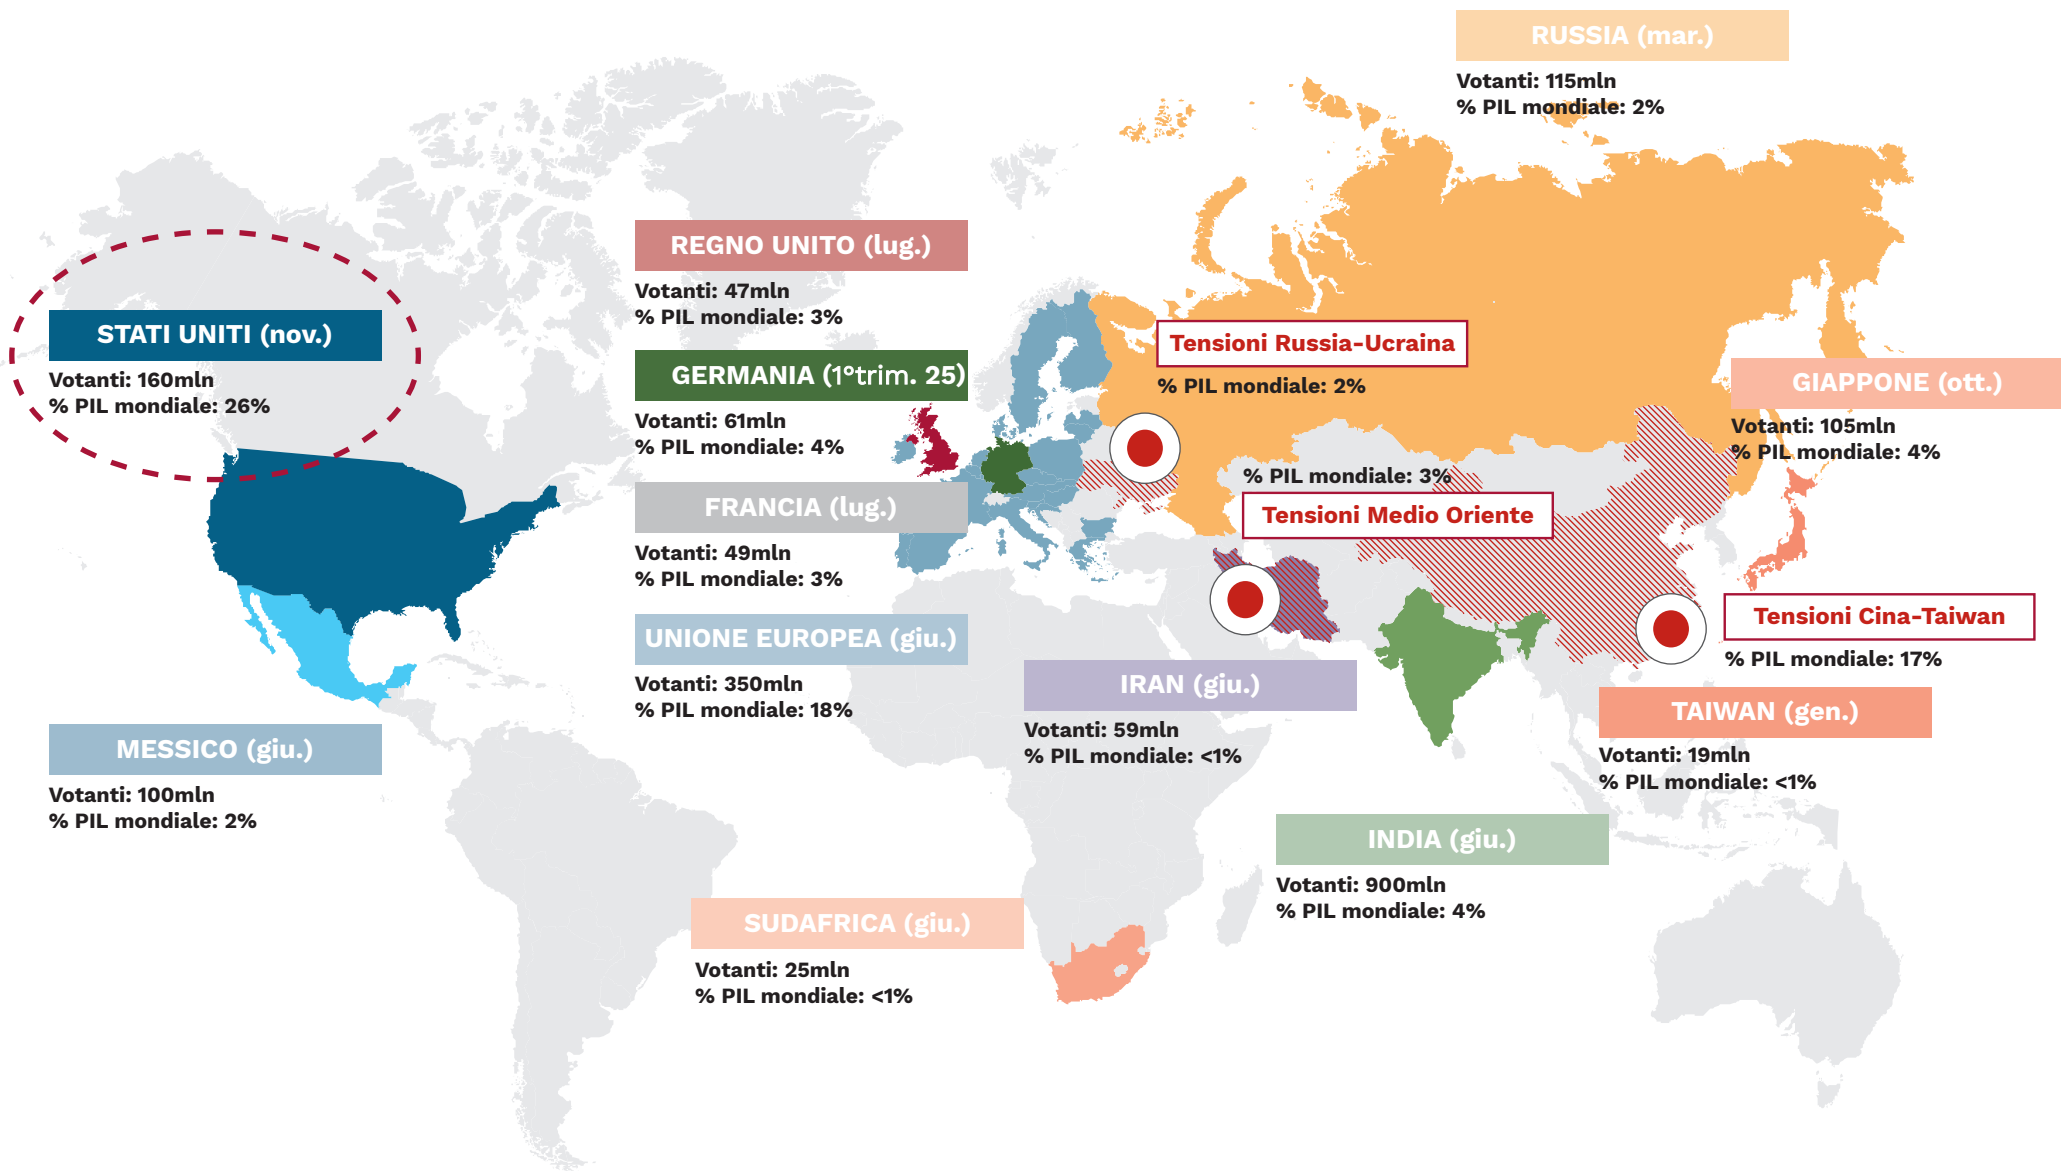 RUSSIA (mar.)
Votanti: 115mln
% PIL mondiale: 2%
REGNO UNITO (lug.)
Votanti: 47mln
% PIL mondiale: 3%
STATI UNITI (nov.)
Votanti: 160mln
% PIL mondiale: 26%
GERMANIA (1°trim. 25)
Votanti: 61mln
% PIL mondiale: 4%
Tensioni Russia-Ucraina
% PIL mondiale: 2%
GIAPPONE (ott.)
Votanti: 105mln
% PIL mondiale: 4%
% PIL mondiale: 3%
Tensioni Medio Oriente
FRANCIA (lug.)
Votanti: 49mln
% PIL mondiale: 3%
Tensioni Cina-Taiwan
% PIL mondiale: 17%
UNIONE EUROPEA (giu.)
Votanti: 350mln
% PIL mondiale: 18%
IRAN (giu.)
Votanti: 59mln
% PIL mondiale: <1%
TAIWAN (gen.)
Votanti: 19mln
% PIL mondiale: <1%
MESSICO (giu.)
Votanti: 100mln
% PIL mondiale: 2%
INDIA (giu.)
Votanti: 900mln
% PIL mondiale: 4%
SUDAFRICA (giu.)
Votanti: 25mln
% PIL mondiale: <1%